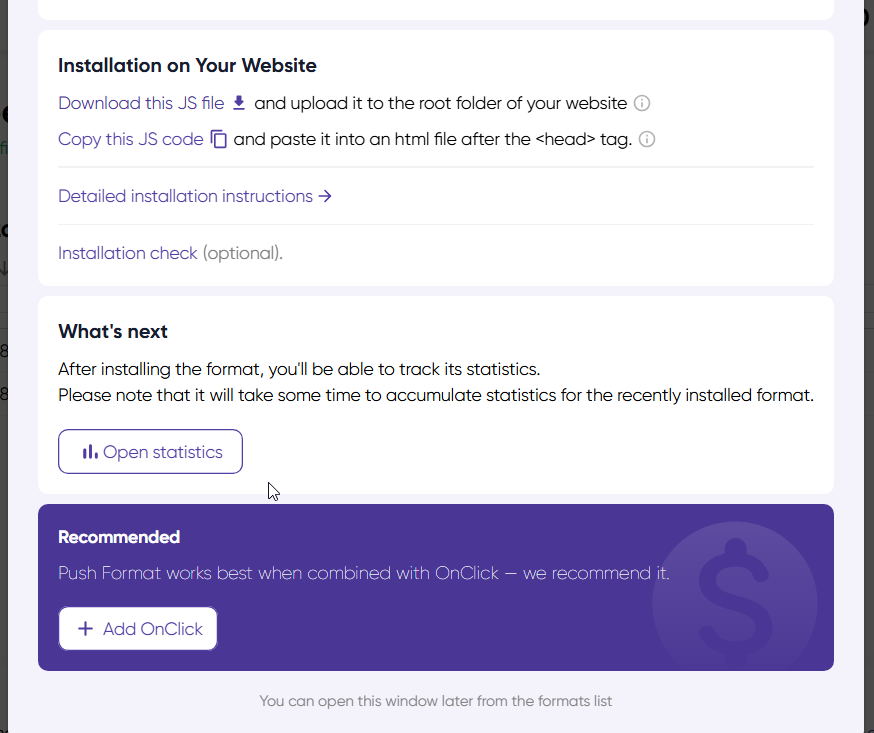 Installation on Your Website
Download this JS file and upload it to the root folder of your website
Copy this JS code and paste it into an html file after the <head> tag.
Detailed installation instructions →
Installation check (optional).
What's next
After installing the format, you'll be able to track its statistics.
Please note that it will take some time to accumulate statistics for the recently installed format.
Open statistics
Recommended
Push Format works best when combined with OnClick — we recommend it.
+ Add OnClick
You can open this window later from the formats list